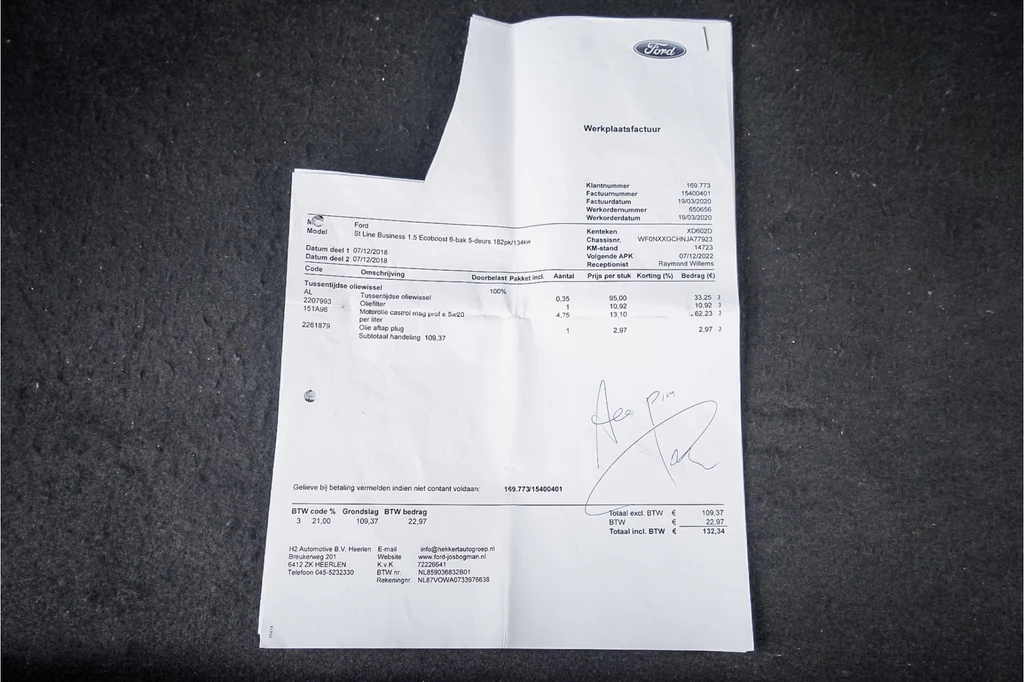 Ford
Werkplaatsfactuur
Klantnummer 169.773
Factuurnummer 15400401
Factuurdatum 19/03/2020
Werkordernummer 650656
Werkorderdatum 19/03/2020
Ford
Model St Line Business 1.5 Ecoboost 6-bak 5-deurs 182pk/134kw
Kenteken XD602D
Chassisnr. WF0NXXGCHNJA77923
KM-stand 14723
Volgende APK 07/12/2022
Receptionist Raymond Willems
Datum deel 1 07/12/2018
Datum deel 2 07/12/2018
Code Omschrijving Doorbelast Pakket incl. Aantal Prijs per stuk Korting (%) Bedrag (€)
Tussentijdse oliewissel 100%
AL Tussentijdse oliewissel 0,35 95,00 33,25 3
2207993 Oliefilter 1 10,92 10,92 3
151A96 Motorolie castrol mag prof e 5w20 4,75 13,10 62,23 3
per liter
2261879 Olie aftap plug 1 2,97 2,97 3
Subtotaal handeling 109,37
Gelieve bij betaling vermelden indien niet contant voldaan: 169.773/15400401
BTW code % Grondslag BTW bedrag
3 21,00 109,37 22,97
Totaal excl. BTW € 109,37
BTW € 22,97
Totaal incl. BTW € 132,34
H2 Automotive B.V. Heerlen E-mail info@hekkertautogroep.nl
Breukerweg 201 Website www.ford-josbogman.nl
6412 ZK HEERLEN K.v.K. 72226641
Telefoon 045-5232330 BTW nr. NL859036832B01
Rekeningnr. NL87VOWA0733976638